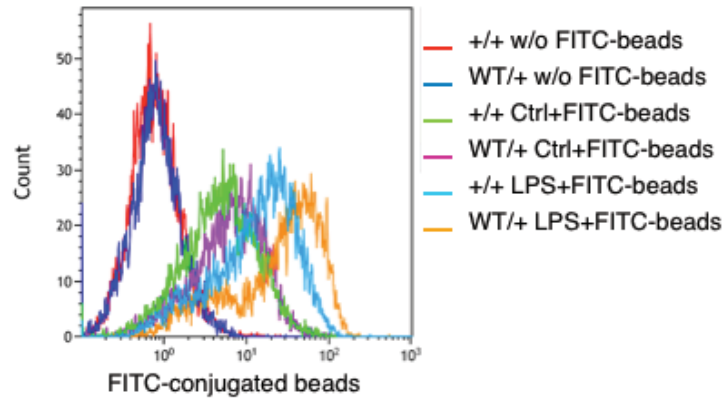 50
40
30
20
10
0
Count
10⁰ 10¹ 10² 10³
FITC-conjugated beads
+/+ w/o FITC-beads
WT/+ w/o FITC-beads
+/+ Ctrl+FITC-beads
WT/+ Ctrl+FITC-beads
+/+ LPS+FITC-beads
WT/+ LPS+FITC-beads